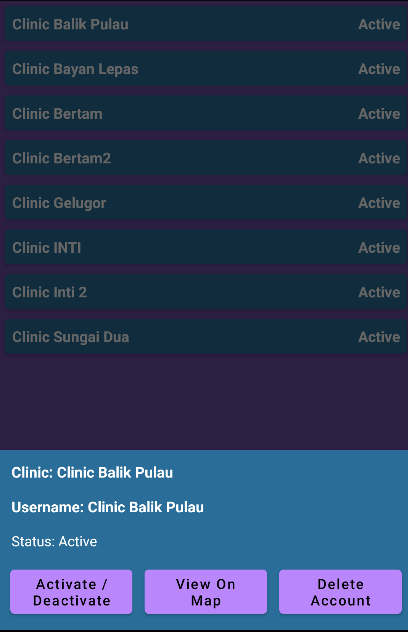 Clinic Balik Pulau Active
Clinic Bayan Lepas Active
Clinic Bertam Active
Clinic Bertam2 Active
Clinic Gelugor Active
Clinic INTI Active
Clinic Inti 2 Active
Clinic Sungai Dua Active
Clinic: Clinic Balik Pulau
Username: Clinic Balik Pulau
Status: Active
Activate /
Deactivate
View On
Map
Delete
Account